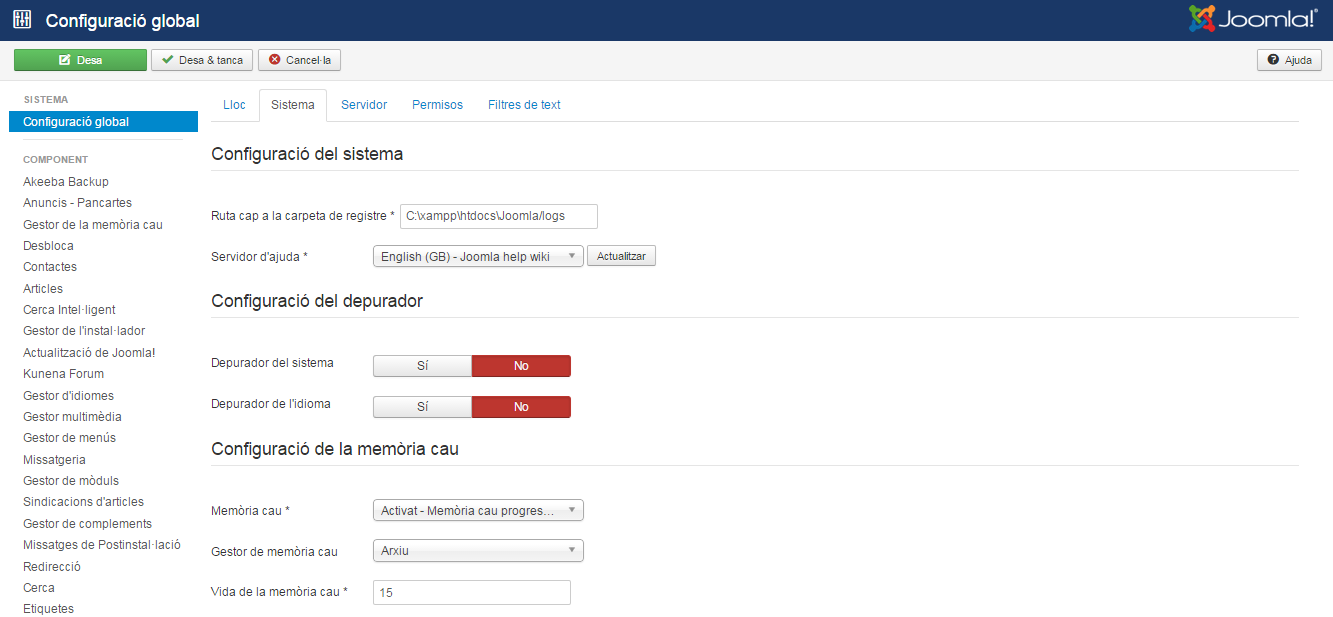 Configuració global
Joomla!®
Desa
Desa & tanca
Cancel·la
Ajuda
SISTEMA
Configuració global
COMPONENT
Akeeba Backup
Anuncis - Pancartes
Gestor de la memòria cau
Desbloca
Contactes
Articles
Cerca Intel·ligent
Gestor de l'instal·lador
Actualització de Joomla!
Kunena Forum
Gestor d'idiomes
Gestor multimèdia
Gestor de menús
Missatgeria
Gestor de mòduls
Sindicacions d'articles
Gestor de complements
Missatges de Postinstal·lació
Redirecció
Cerca
Etiquetes
Lloc
Sistema
Servidor
Permisos
Filtres de text
Configuració del sistema
Ruta cap a la carpeta de registre * C:\xampp\htdocs\Joomla/logs
Servidor d'ajuda * English (GB) - Joomla help wiki Actualitzar
Configuració del depurador
Depurador del sistema Sí No
Depurador de l'idioma Sí No
Configuració de la memòria cau
Memòria cau * Activat - Memòria cau progres...
Gestor de memòria cau Arxiu
Vida de la memòria cau * 15